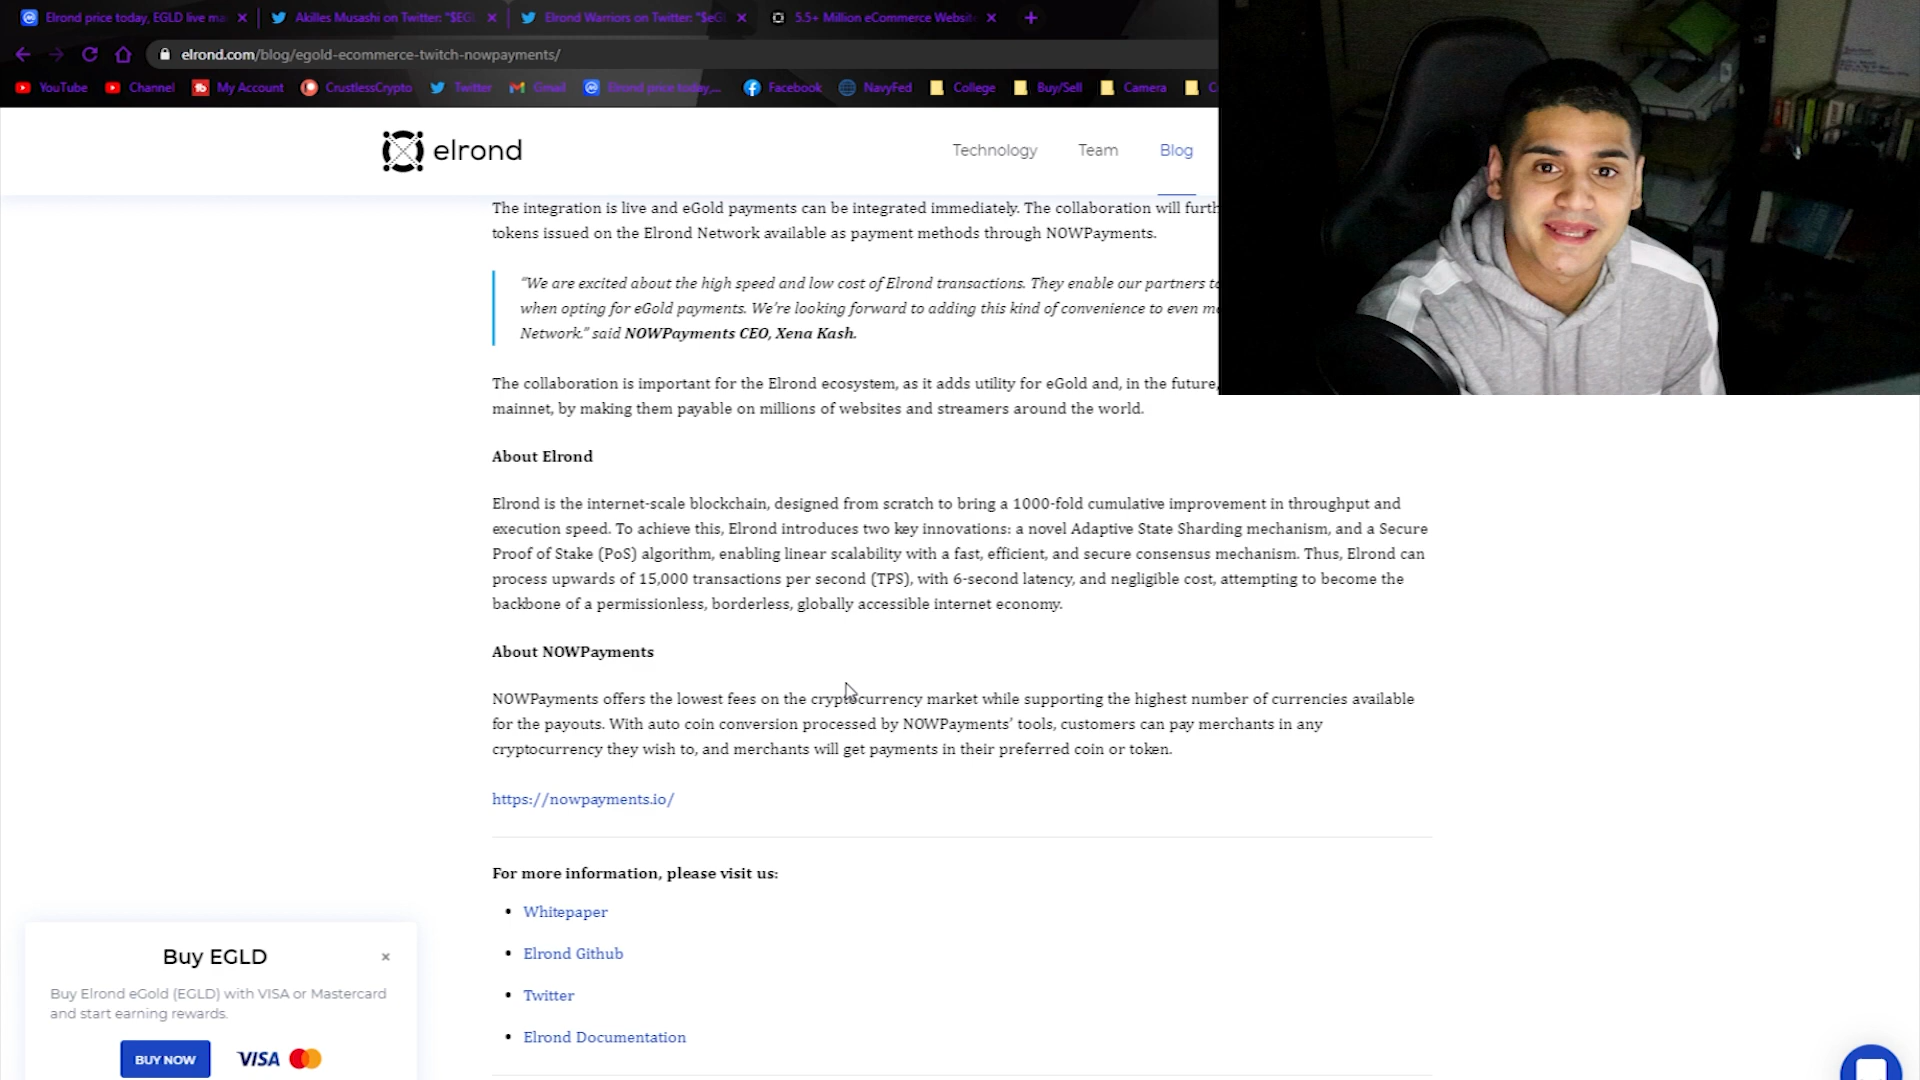 Elrond price today, EGLD live ma
Akilles Musashi on Twitter: "$EG
Elrond Warriors on Twitter: "$eG
5.5+ Million eCommerce Websit
elrond.com/blog/egold-ecommerce-twitch-nowpayments/
YouTube
Channel
My Account
CrustlessCrypto
Twitter
Gmail
Elrond price today,...
Facebook
NavyFed
College
Buy/Sell
Camera
elrond
Technology
Team
Blog
The integration is live and eGold payments can be integrated immediately. The collaboration will furth
tokens issued on the Elrond Network available as payment methods through NOWPayments.
“We are excited about the high speed and low cost of Elrond transactions. They enable our partners to
when opting for eGold payments. We’re looking forward to adding this kind of convenience to even m
Network.” said NOWPayments CEO, Xena Kash.
The collaboration is important for the Elrond ecosystem, as it adds utility for eGold and, in the future,
mainnet, by making them payable on millions of websites and streamers around the world.
About Elrond
Elrond is the internet-scale blockchain, designed from scratch to bring a 1000-fold cumulative improvement in throughput and
execution speed. To achieve this, Elrond introduces two key innovations: a novel Adaptive State Sharding mechanism, and a Secure
Proof of Stake (PoS) algorithm, enabling linear scalability with a fast, efficient, and secure consensus mechanism. Thus, Elrond can
process upwards of 15,000 transactions per second (TPS), with 6-second latency, and negligible cost, attempting to become the
backbone of a permissionless, borderless, globally accessible internet economy.
About NOWPayments
NOWPayments offers the lowest fees on the cryptocurrency market while supporting the highest number of currencies available
for the payouts. With auto coin conversion processed by NOWPayments’ tools, customers can pay merchants in any
cryptocurrency they wish to, and merchants will get payments in their preferred coin or token.
https://nowpayments.io/
For more information, please visit us:
Whitepaper
Elrond Github
Twitter
Elrond Documentation
Buy EGLD
Buy Elrond eGold (EGLD) with VISA or Mastercard
and start earning rewards.
BUY NOW
VISA